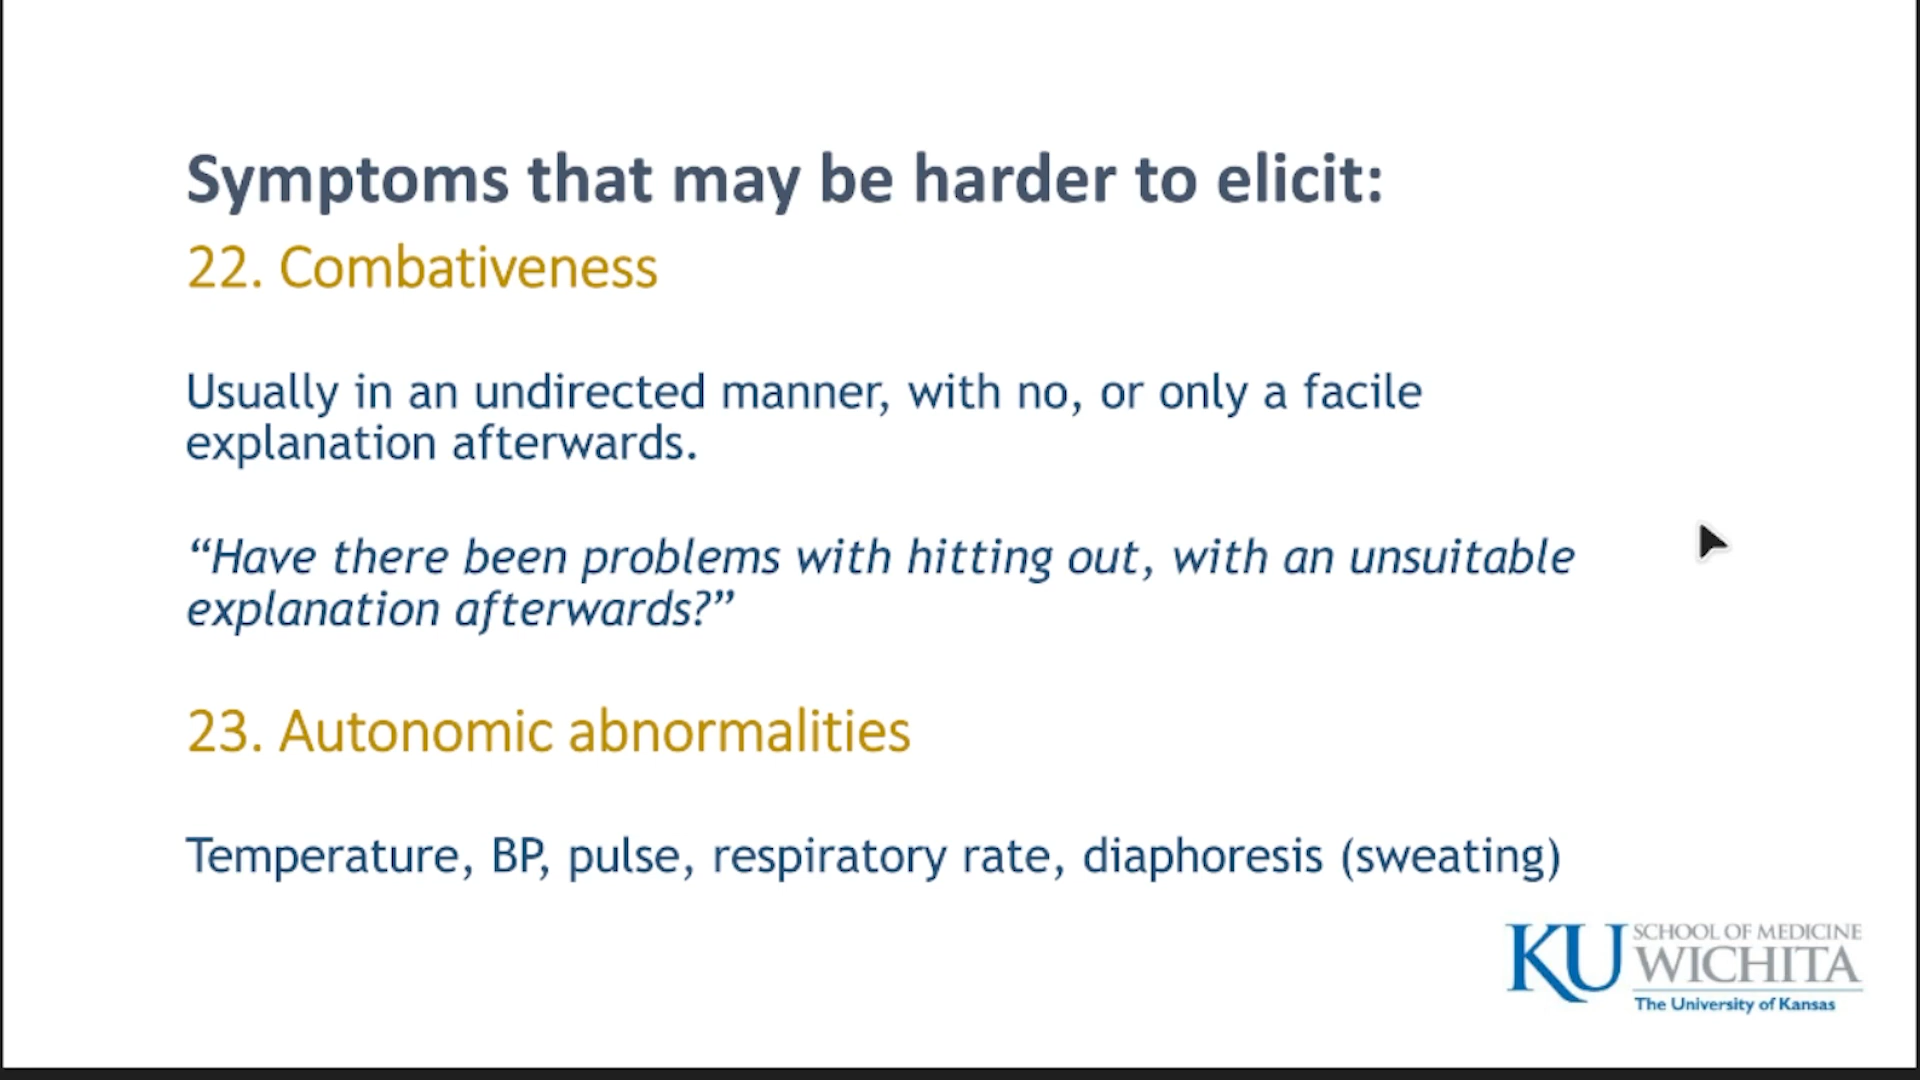 Symptoms that may be harder to elicit:
22. Combativeness
Usually in an undirected manner, with no, or only a facile
explanation afterwards.
“Have there been problems with hitting out, with an unsuitable
explanation afterwards?”
23. Autonomic abnormalities
Temperature, BP, pulse, respiratory rate, diaphoresis (sweating)
KU SCHOOL OF MEDICINE
WICHITA
The University of Kansas